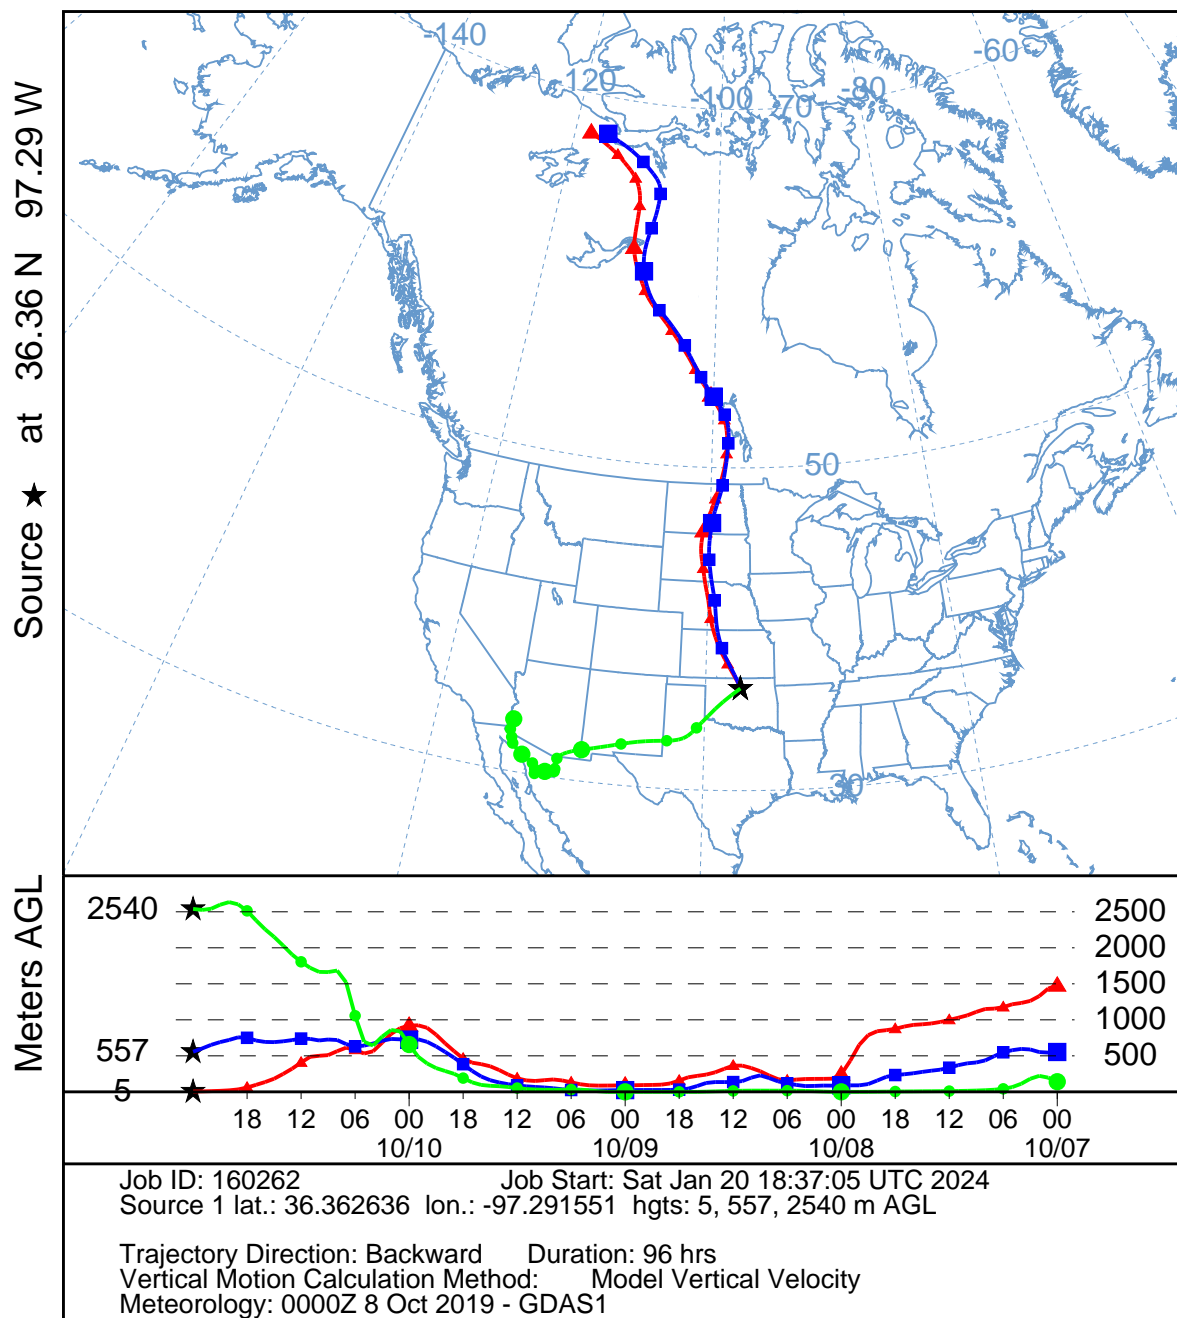 -140
-120
-100
-70
-80
-60
50
30
Source ★ at 36.36 N 97.29 W
Meters AGL
2540
557
5
2500
2000
1500
1000
500
18 12 06 00 18 12 06 00 18 12 06 00 18 12 06 00
10/10 10/09 10/08 10/07
Job ID: 160262 Job Start: Sat Jan 20 18:37:05 UTC 2024
Source 1 lat.: 36.362636 lon.: -97.291551 hgts: 5, 557, 2540 m AGL
Trajectory Direction: Backward Duration: 96 hrs
Vertical Motion Calculation Method: Model Vertical Velocity
Meteorology: 0000Z 8 Oct 2019 - GDAS1